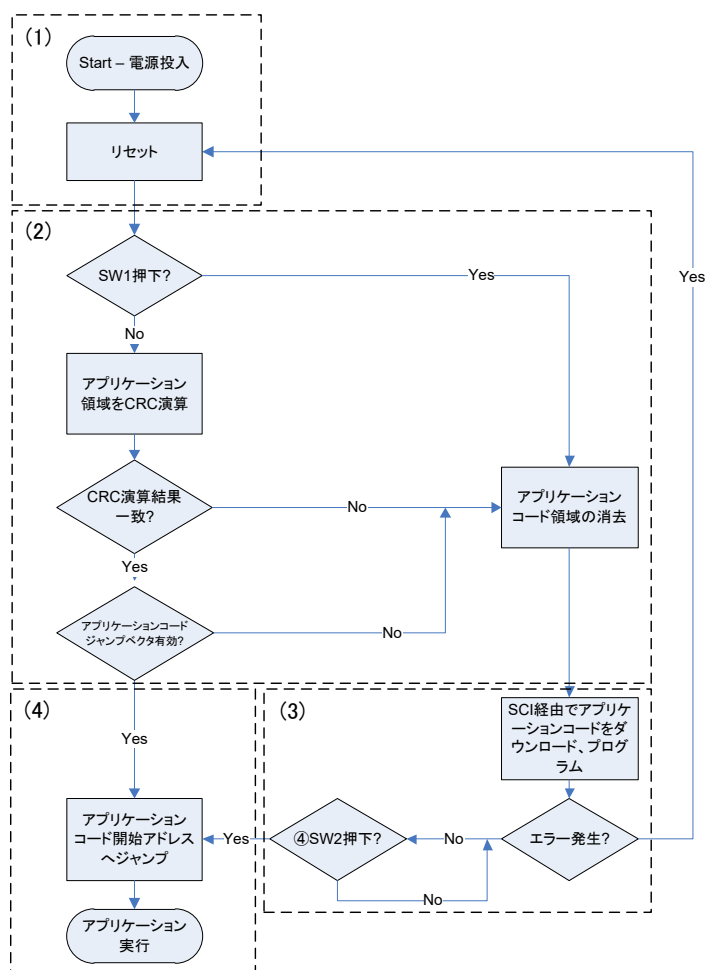 (1)
Start – 電源投入
リセット
(2)
SW1押下?
Yes
Yes
No
アプリケーション
領域をCRC演算
CRC演算結果
一致?
No
アプリケーション
コード領域の消去
Yes
アプリケーションコード
ジャンプベクタ有効?
No
(4)
(3)
SCI経由でアプリケ
ーションコードをダ
ウンロード、プログ
ラム
Yes
アプリケーション
コード開始アドレス
へジャンプ
Yes
④SW2押下?
No
エラー発生?
No
アプリケーション
実行